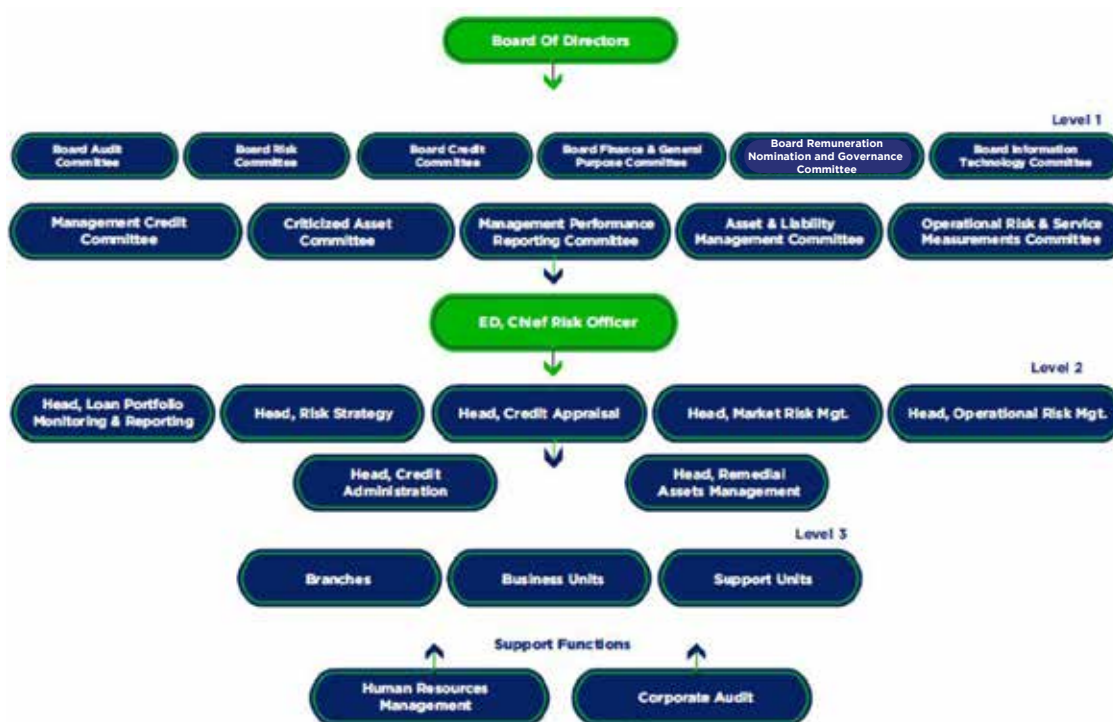 Board Of Directors
Level 1
Board Audit
Committee
Board Risk
Committee
Board Credit
Committee
Board Finance & General
Purpose Committee
Board Remuneration
Nomination and Governance
Committee
Board Information
Technology Committee
Management Credit
Committee
Criticized Asset
Committee
Management Performance
Reporting Committee
Asset & Liability
Management Committee
Operational Risk & Service
Measurements Committee
ED, Chief Risk Officer
Level 2
Head, Loan Portfolio
Monitoring & Reporting
Head, Risk Strategy
Head, Credit Appraisal
Head, Market Risk Mgt.
Head, Operational Risk Mgt.
Head, Credit
Administration
Head, Remedial
Assets Management
Level 3
Branches
Business Units
Support Units
Support Functions
Human Resources
Management
Corporate Audit